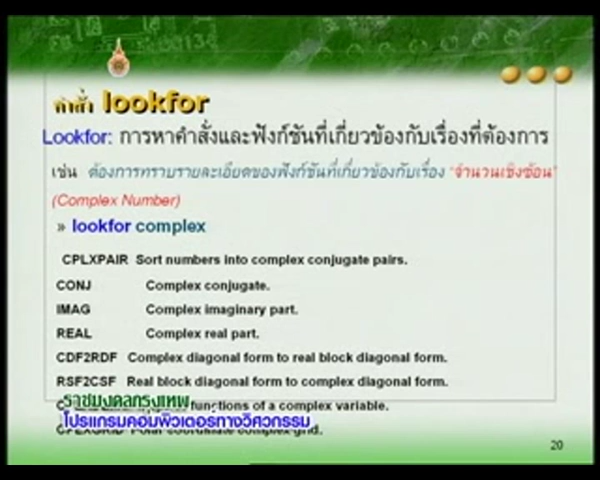 คำสั่ง lookfor
Lookfor: การหาคำสั่งและฟังก์ชันที่เกี่ยวข้องกับเรื่องที่ต้องการ
เช่น ต้องการทราบรายละเอียดของฟังก์ชันที่เกี่ยวข้องกับเรื่อง "จำนวนเชิงซ้อน"
(Complex Number)
» lookfor complex
CPLXPAIR Sort numbers into complex conjugate pairs.
CONJ Complex conjugate.
IMAG Complex imaginary part.
REAL Complex real part.
CDF2RDF Complex diagonal form to real block diagonal form.
RSF2CSF Real block diagonal form to complex diagonal form.
ราชมงคลกรุงเทพ
functions of a complex variable.
โปรแกรมคอมพิวเตอร์ทางวิศวกรรม
grid.
20